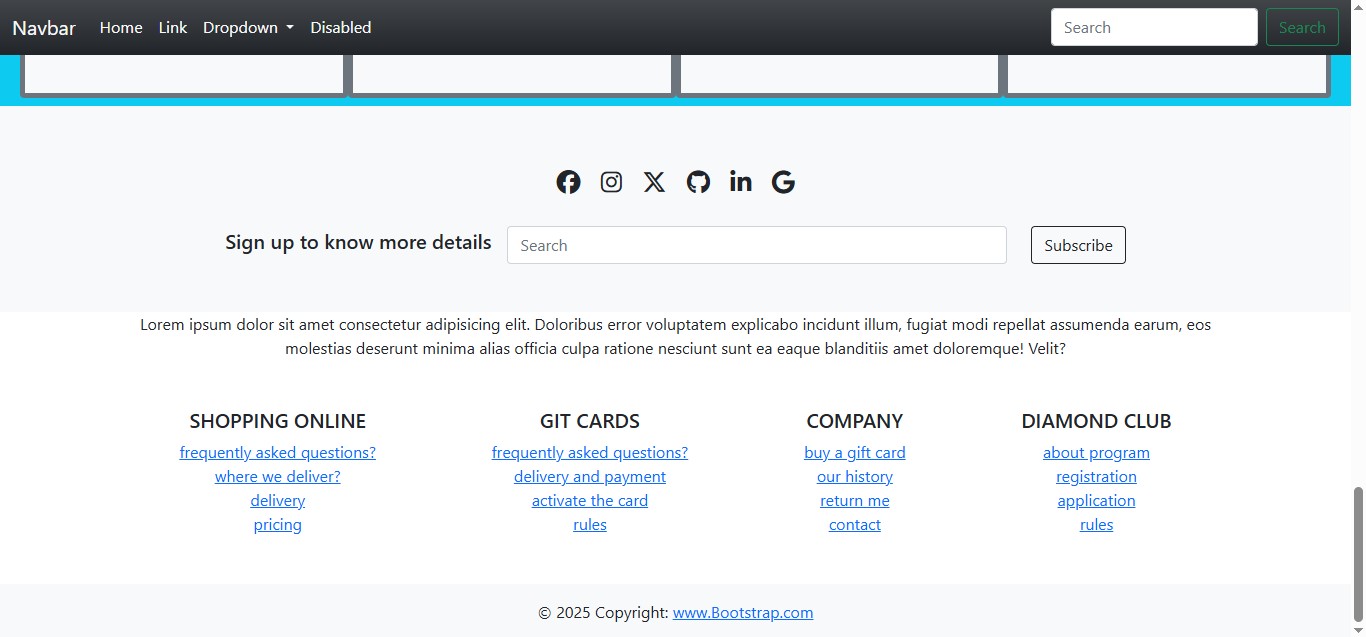 Navbar Home Link Dropdown Disabled Search Search
Sign up to know more details Search Subscribe
Lorem ipsum dolor sit amet consectetur adipisicing elit. Doloribus error voluptatem explicabo incidunt illum, fugiat modi repellat assumenda earum, eos
molestias deserunt minima alias officia culpa ratione nesciunt sunt ea eaque blanditiis amet doloremque! Velit?
SHOPPING ONLINE GIT CARDS COMPANY DIAMOND CLUB
frequently asked questions? frequently asked questions? buy a gift card about program
where we deliver? delivery and payment our history registration
delivery activate the card return me application
pricing rules contact rules
© 2025 Copyright: www.Bootstrap.com